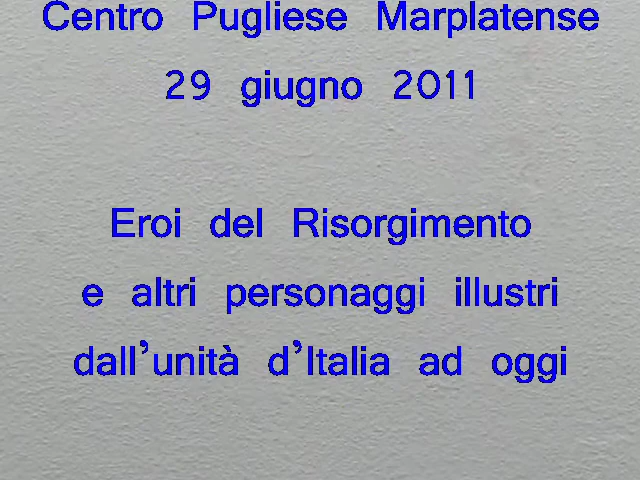 Centro Pugliese Marplatense
29 giugno 2011
Eroi del Risorgimento
e altri personaggi illustri
dall’unità d’Italia ad oggi